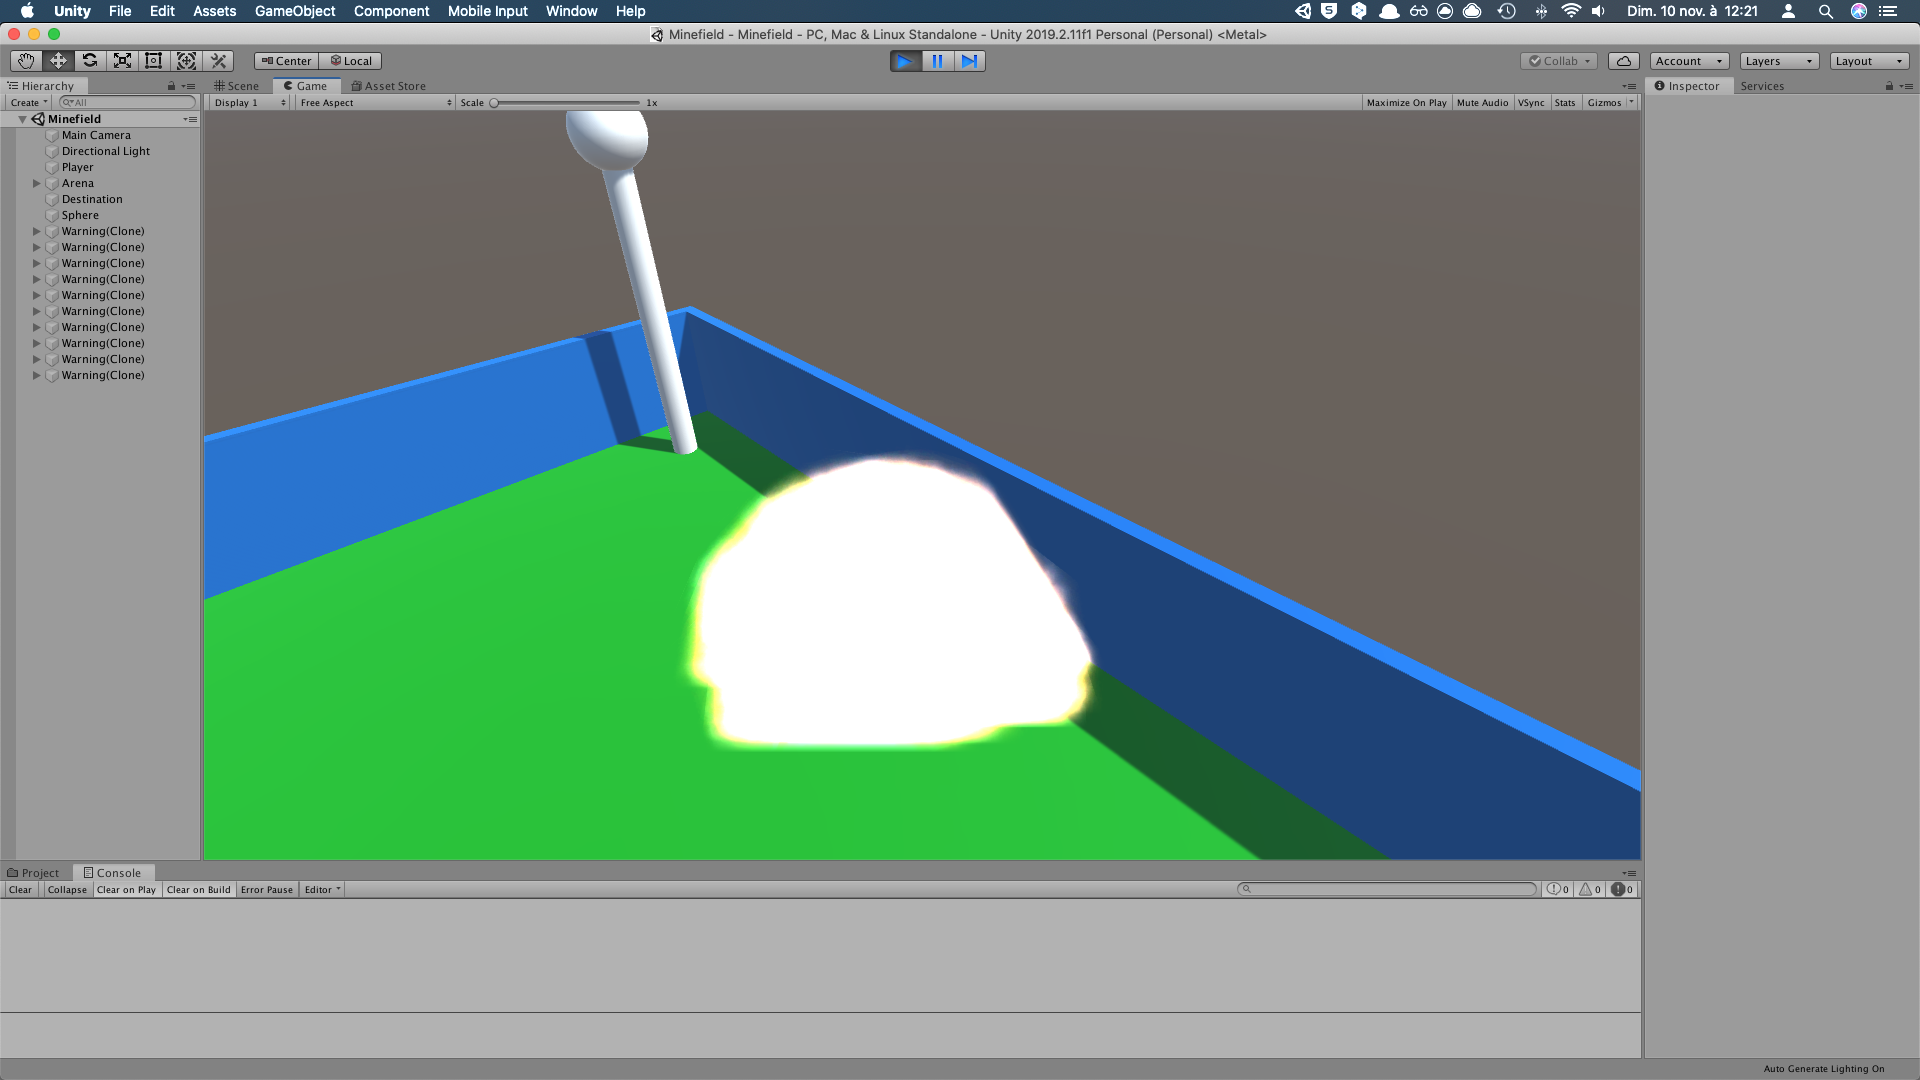 Unity File Edit Assets GameObject Component Mobile Input Window Help Dim. 10 nov. à 12:21
Minefield - Minefield - PC, Mac & Linux Standalone - Unity 2019.2.11f1 Personal (Personal) <Metal>
Center Local Collab Account Layers Layout
Hierarchy Scene Game Asset Store Inspector Services
Create All Display 1 Free Aspect Scale 1x Maximize On Play Mute Audio VSync Stats Gizmos
Minefield
Main Camera
Directional Light
Player
Arena
Destination
Sphere
Warning(Clone)
Warning(Clone)
Warning(Clone)
Warning(Clone)
Warning(Clone)
Warning(Clone)
Warning(Clone)
Warning(Clone)
Warning(Clone)
Warning(Clone)
Project Console
Clear Collapse Clear on Play Clear on Build Error Pause Editor 0 0 0
Auto Generate Lighting On